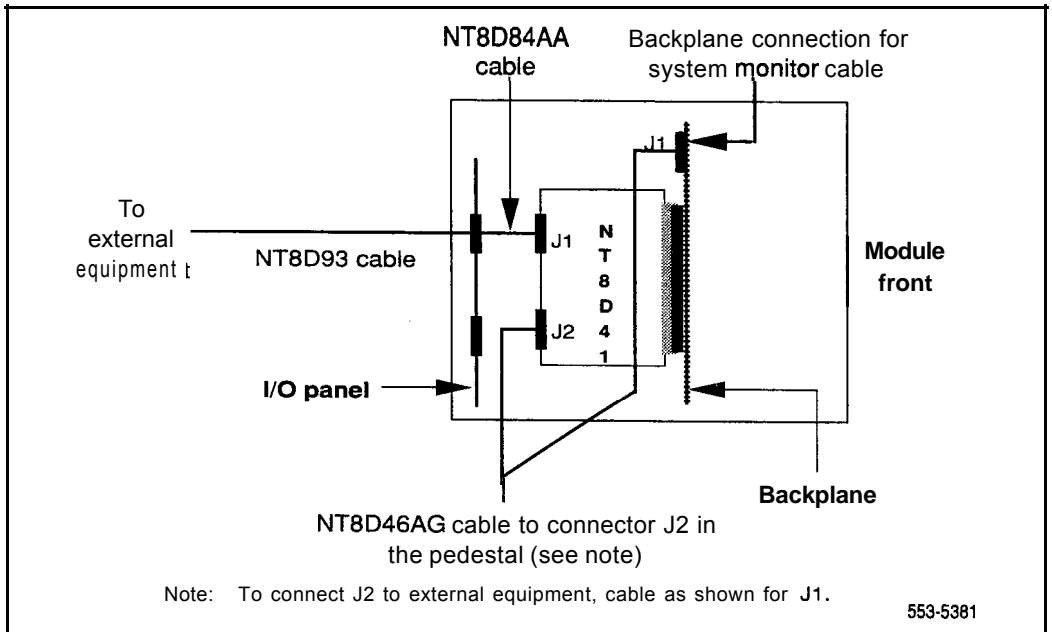 NT8D84AA
cable
Backplane connection for
system monitor cable
J1
To
external
equipment t
NT8D93 cable
J1
N
T
8
D
4
1
J2
Module
front
I/O panel
Backplane
NT8D46AG cable to connector J2 in
the pedestal (see note)
Note: To connect J2 to external equipment, cable as shown for J1.
553-5381